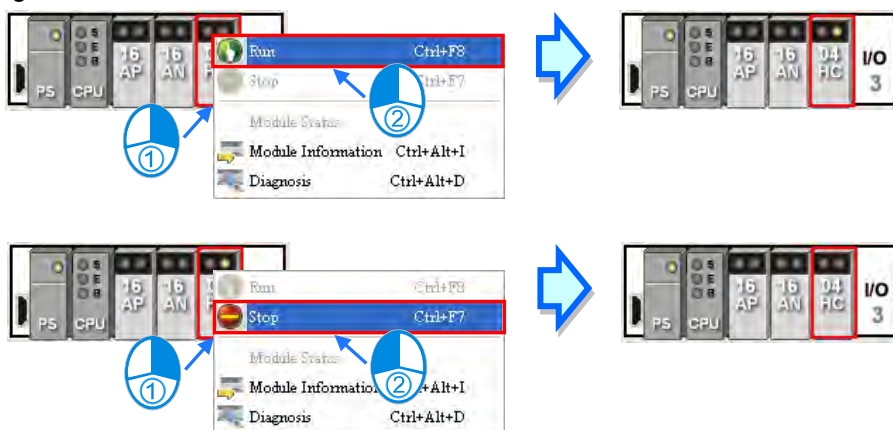 PS CPU 16 AP 16 AN
Run Ctrl+F8
Stop Ctrl+F7
Module Status
Module Information Ctrl+Alt+I
Diagnosis Ctrl+Alt+D
① ②
PS CPU 16 AP 16 AN 04 HC I/O 3
PS CPU 16 AP 16 AN
Run Ctrl+F8
Stop Ctrl+F7
Module Status
Module Information +Alt+I
Diagnosis Ctrl+Alt+D
① ②
PS CPU 16 AP 16 AN 04 HC I/O 3